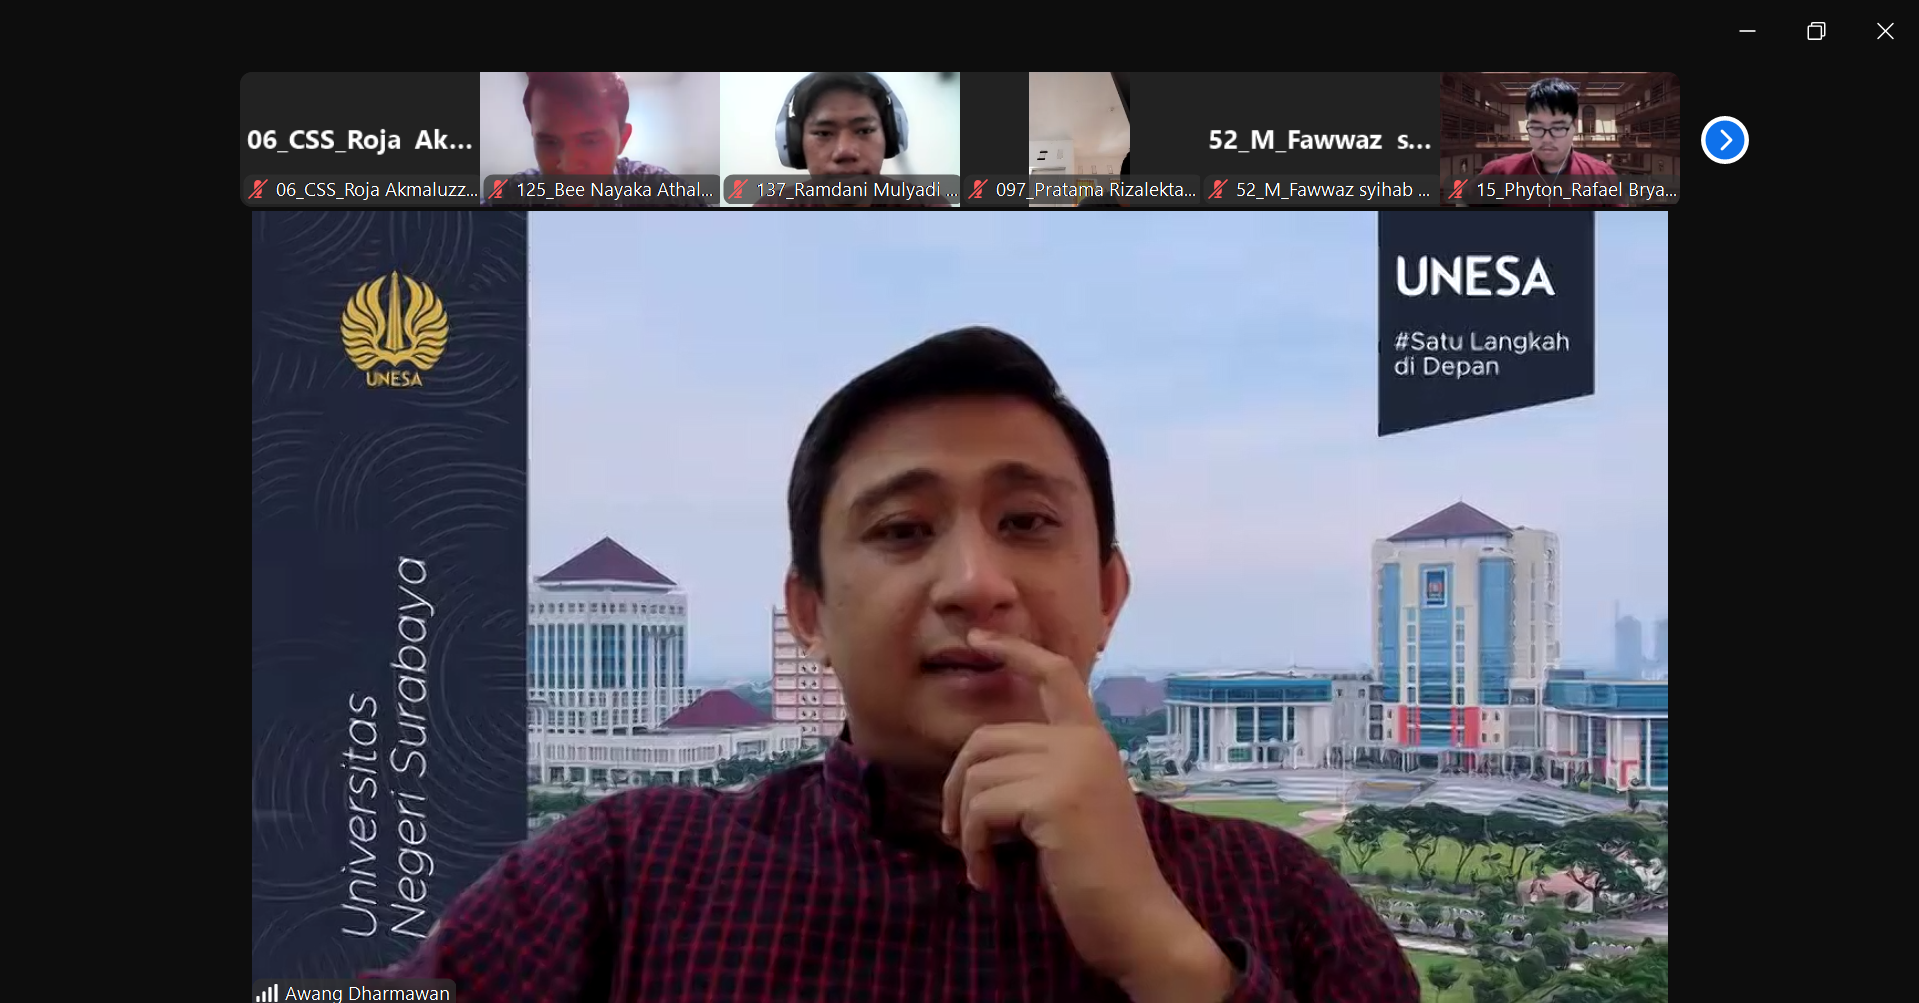 06_CSS_Roja Ak...
52_M_Fawwaz s...
06_CSS_Roja Akmaluzz...
125_Bee Nayaka Athal...
137_Ramdani Mulyadi ...
097_Pratama Rizalekta...
52_M_Fawwaz syihab ...
15_Phyton_Rafael Brya...
UNESA
Universitas
Negeri Surabaya
UNESA
#Satu Langkah
di Depan
Awang Dharmawan